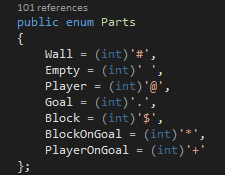 101 references
public enum Parts
{
Wall = (int)'#',
Empty = (int)' ',
Player = (int)'@',
Goal = (int)'.',
Block = (int)'$',
BlockOnGoal = (int)'*',
PlayerOnGoal = (int)'+'
};